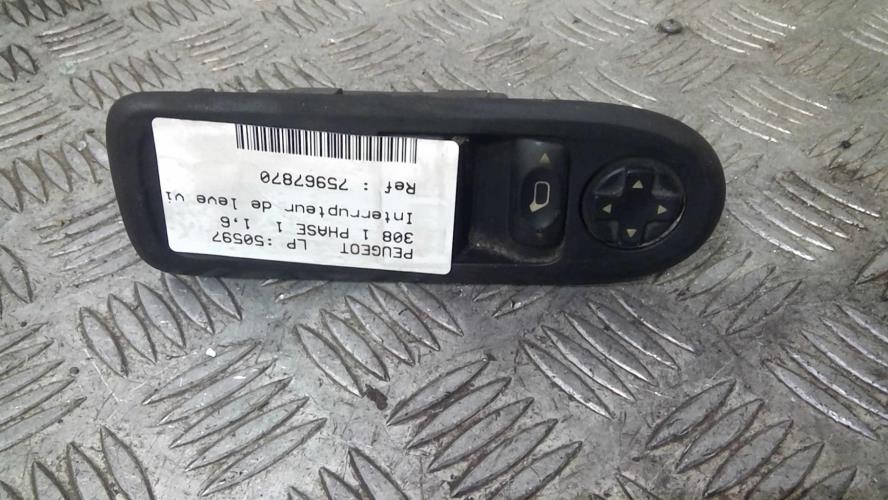 PEUGEOT    LP :50597
308 1 PHASE 1  1,6
Interrupteur de leve vi
Ref : 75967870